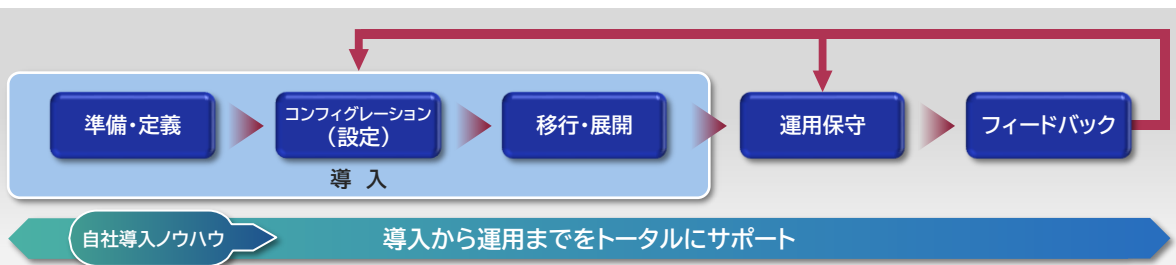 準備・定義
コンフィグレーション
（設定）
移行・展開
運用保守
フィードバック
導 入
自社導入ノウハウ
導入から運用までをトータルにサポート